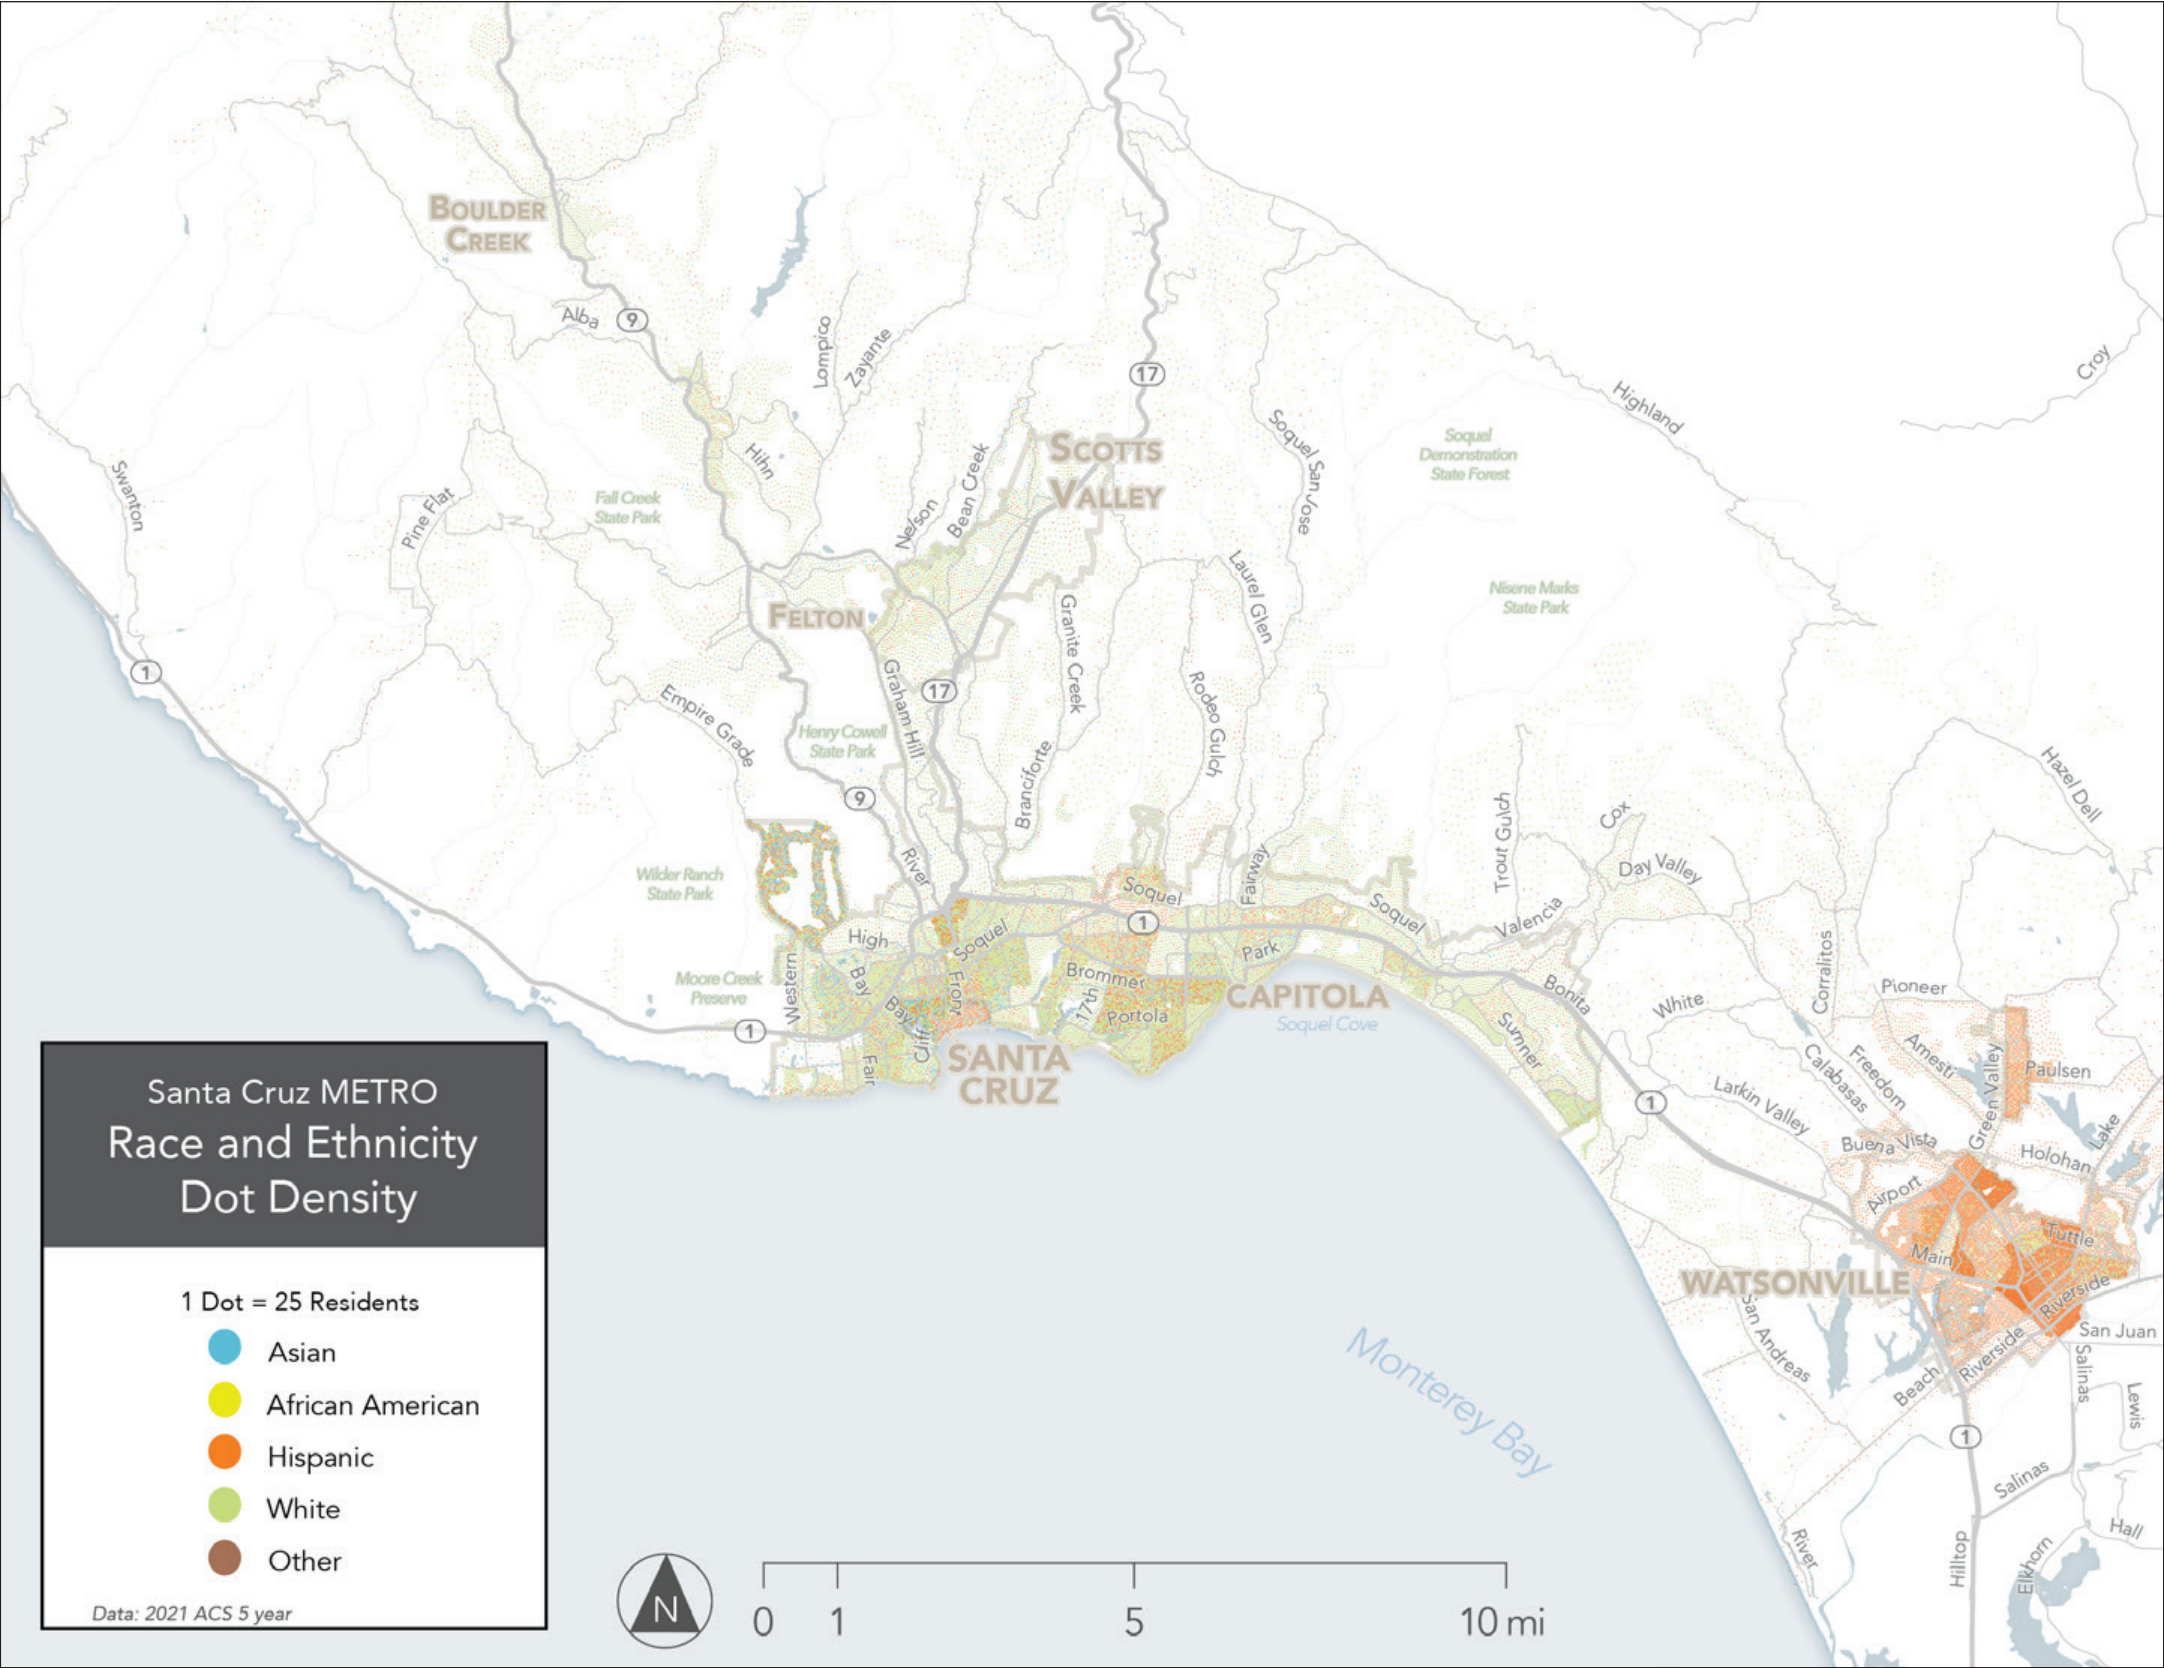 BOULDER
CREEK
Alba
9
Lompico
Zayante
17
Highland
Croy
Swanton
Pine Flat
Fall Creek
State Park
Hihn
Nelson
Bean Creek
SCOTTS
VALLEY
Soquel San Jose
Soquel
Demonstration
State Forest
Nisene Marks
State Park
FELTON
Laurel Glen
Granite Creek
1
Empire Grade
Graham Hill
17
Rodeo Gulch
Henry Cowell
State Park
Branciforte
9
Trout Gulch
Cox
Hazel Dell
River
Fairway
Day Valley
Wilder Ranch
State Park
Soquel
1
Soquel
Valencia
High
Soquel
Park
Corralitos
Moore Creek
Preserve
Western
Bay
Front
Brommer
17th
Portola
CAPITOLA
Soquel Cove
Bonita
White
Pioneer
1
Bay
Cliff
Fair
SANTA
CRUZ
Sumner
Calabasas
Freedom
Amesti
Green Valley
Paulsen
1
Larkin Valley
Buena Vista
Holohan
Lake
Airport
Tuttle
Main
WATSONVILLE
Riverside
San Juan
San Andreas
Riverside
Beach
Salinas
Lewis
Monterey Bay
1
Salinas
Hall
River
Hilltop
Elkhorn
Santa Cruz METRO
Race and Ethnicity
Dot Density
1 Dot = 25 Residents
Asian
African American
Hispanic
White
Other
Data: 2021 ACS 5 year
N
0 1 5 10 mi